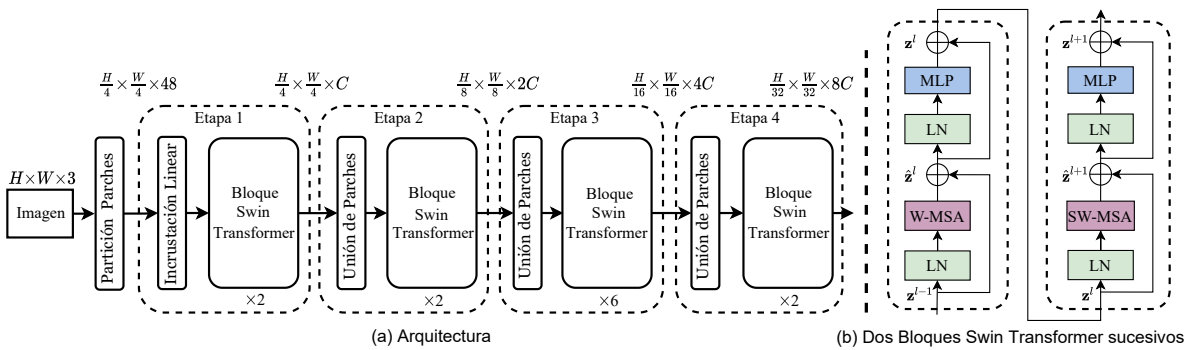 H×W×3
Imagen
H/4 × W/4 × 48
Partición Parches
Etapa 1
Incrustación Linear
Bloque
Swin
Transformer
×2
H/4 × W/4 × C
Etapa 2
Unión de Parches
Bloque
Swin
Transformer
×2
H/8 × W/8 × 2C
Etapa 3
Unión de Parches
Bloque
Swin
Transformer
×6
H/16 × W/16 × 4C
Etapa 4
Unión de Parches
Bloque
Swin
Transformer
×2
H/32 × W/32 × 8C
(a) Arquitectura
z^l
MLP
LN
ẑ^l
W-MSA
LN
z^{l-1}
z^{l+1}
MLP
LN
ẑ^{l+1}
SW-MSA
LN
z^l
(b) Dos Bloques Swin Transformer sucesivos